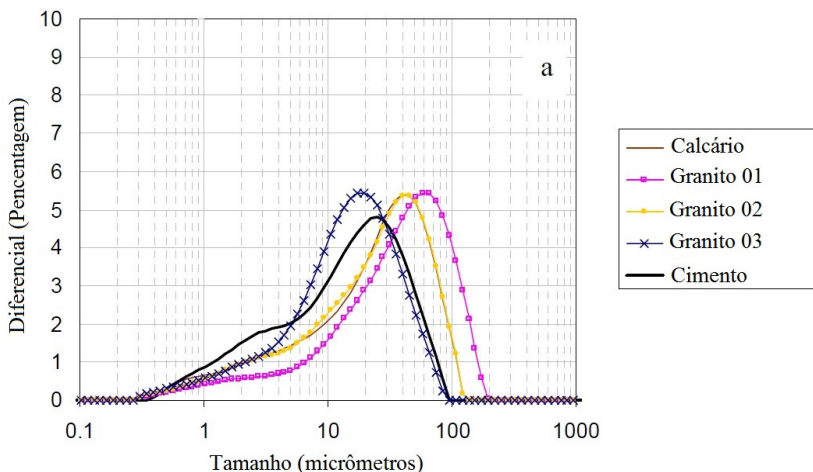 10
9
8
7
6
5
4
3
2
1
0
Diferencial (Pencentagem)
a
0.1 1 10 100 1000
Tamanho (micrômetros)
Calcário
Granito 01
Granito 02
Granito 03
Cimento